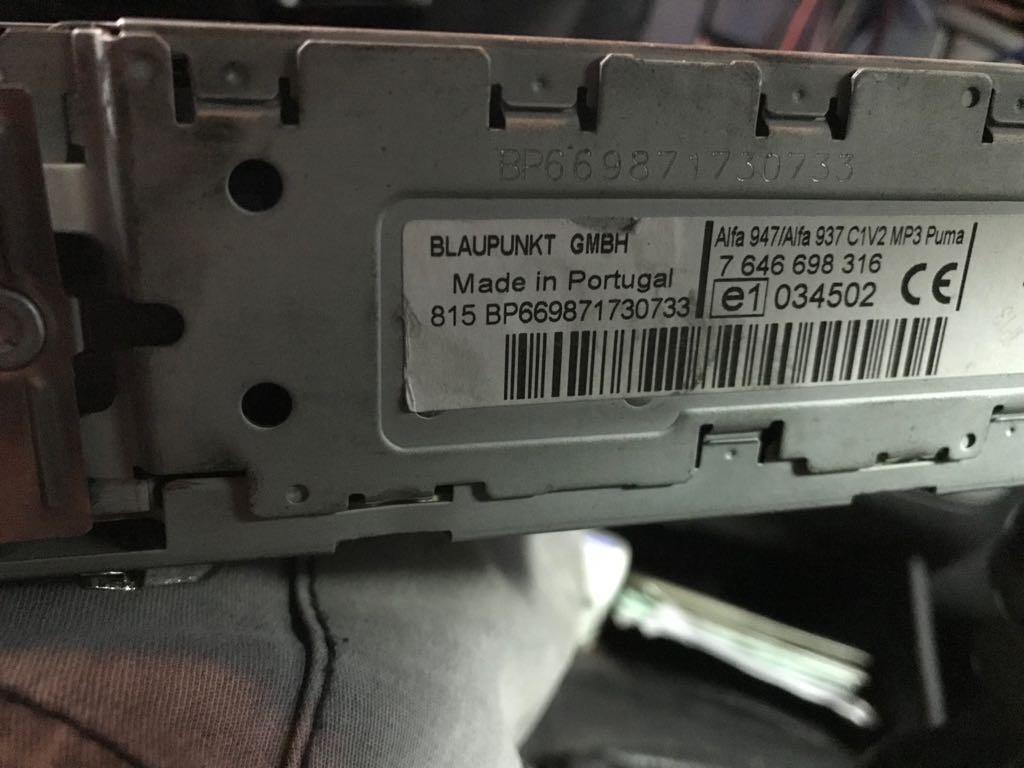 BP669871730733
BLAUPUNKT GMBH
Made in Portugal
815 BP669871730733
Alfa 947/Alfa 937 C1V2 MP3 Puma
7 646 698 316
e1 034502 CE